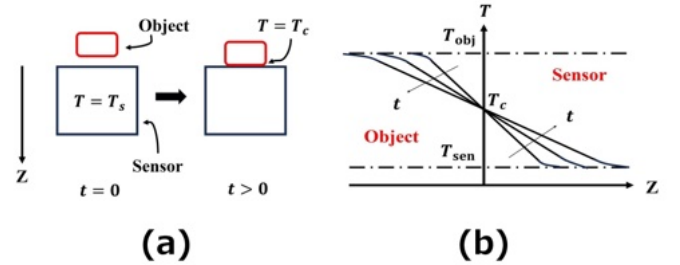 Object
T = T_c
T = T_s
Sensor
Z
t = 0
t > 0
(a)
T
T_obj
Sensor
t
T_c
t
Object
T_sen
Z
(b)